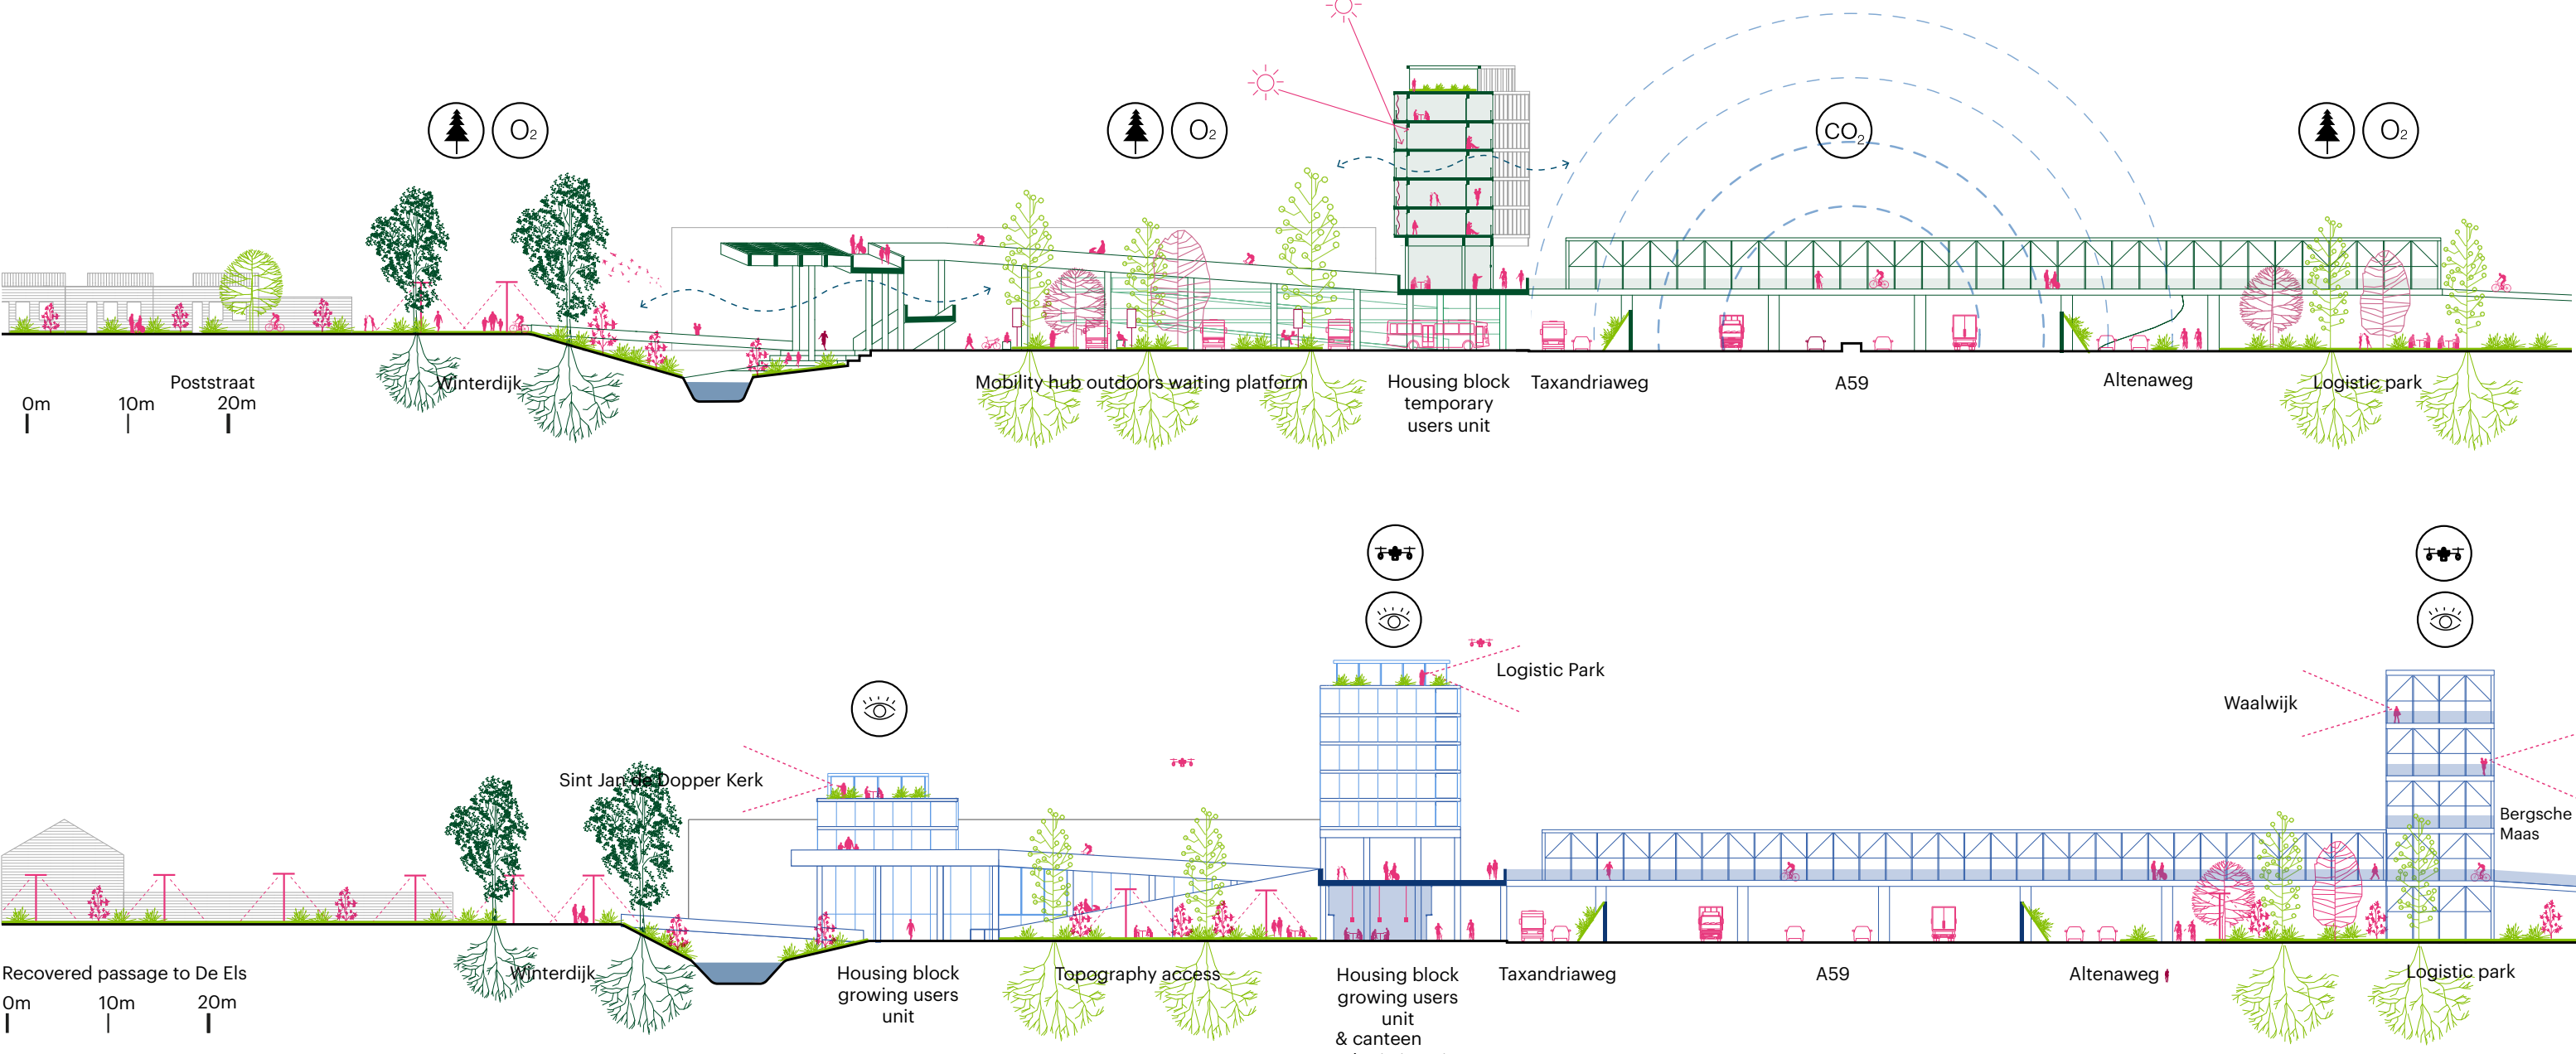 O2
O2
CO2
O2
Poststraat
Winterdijk
Mobility hub outdoors waiting platform
Housing block
temporary
users unit
Taxandriaweg
A59
Altenaweg
Logistic park
0m
10m
20m
Logistic Park
Waalwijk
Sint Jan de Dopper Kerk
Bergsche
Maas
Recovered passage to De Els
Winterdijk
Housing block
growing users
unit
Topography access
Housing block
growing users
unit
& canteen
Taxandriaweg
A59
Altenaweg
Logistic park
0m
10m
20m